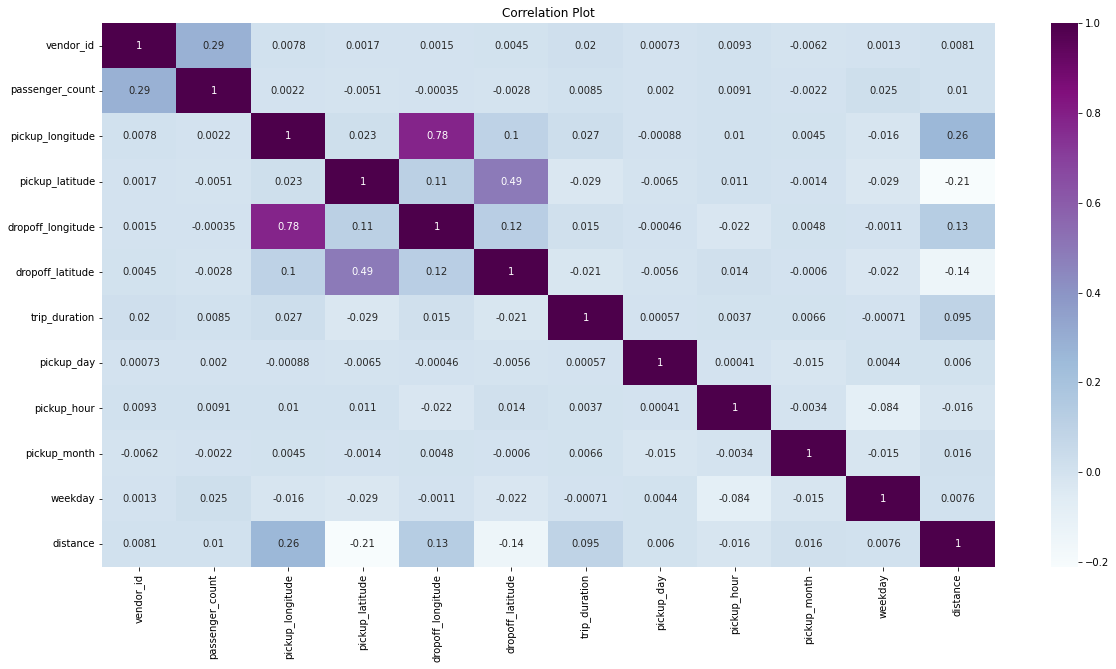 Correlation Plot
vendor_id 1 0.29 0.0078 0.0017 0.0015 0.0045 0.02 0.00073 0.0093 -0.0062 0.0013 0.0081
passenger_count 0.29 1 0.0022 -0.0051 -0.00035 -0.0028 0.0085 0.002 0.0091 -0.0022 0.025 0.01
pickup_longitude 0.0078 0.0022 1 0.023 0.78 0.1 0.027 -0.00088 0.01 0.0045 -0.016 0.26
pickup_latitude 0.0017 -0.0051 0.023 1 0.11 0.49 -0.029 -0.0065 0.011 -0.0014 -0.029 -0.21
dropoff_longitude 0.0015 -0.00035 0.78 0.11 1 0.12 0.015 -0.00046 -0.022 0.0048 -0.0011 0.13
dropoff_latitude 0.0045 -0.0028 0.1 0.49 0.12 1 -0.021 -0.0056 0.014 -0.0006 -0.022 -0.14
trip_duration 0.02 0.0085 0.027 -0.029 0.015 -0.021 1 0.00057 0.0037 0.0066 -0.00071 0.095
pickup_day 0.00073 0.002 -0.00088 -0.0065 -0.00046 -0.0056 0.00057 1 0.00041 -0.015 0.0044 0.006
pickup_hour 0.0093 0.0091 0.01 0.011 -0.022 0.014 0.0037 0.00041 1 -0.0034 -0.084 -0.016
pickup_month -0.0062 -0.0022 0.0045 -0.0014 0.0048 -0.0006 0.0066 -0.015 -0.0034 1 -0.015 0.016
weekday 0.0013 0.025 -0.016 -0.029 -0.0011 -0.022 -0.00071 0.0044 -0.084 -0.015 1 0.0076
distance 0.0081 0.01 0.26 -0.21 0.13 -0.14 0.095 0.006 -0.016 0.016 0.0076 1
vendor_id
passenger_count
pickup_longitude
pickup_latitude
dropoff_longitude
dropoff_latitude
trip_duration
pickup_day
pickup_hour
pickup_month
weekday
distance
1.0
0.8
0.6
0.4
0.2
0.0
−0.2